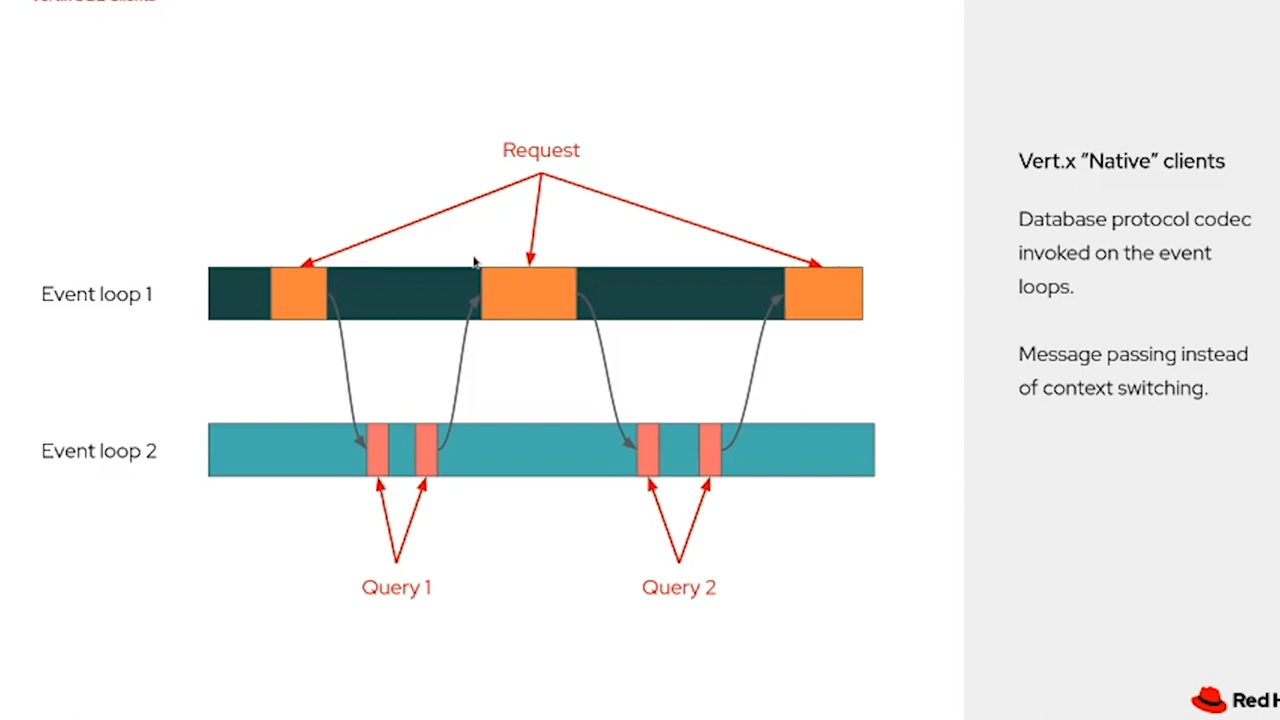 Request
Event loop 1
Event loop 2
Query 1
Query 2
Vert.x "Native" clients
Database protocol codec
invoked on the event
loops.
Message passing instead
of context switching.
Red H